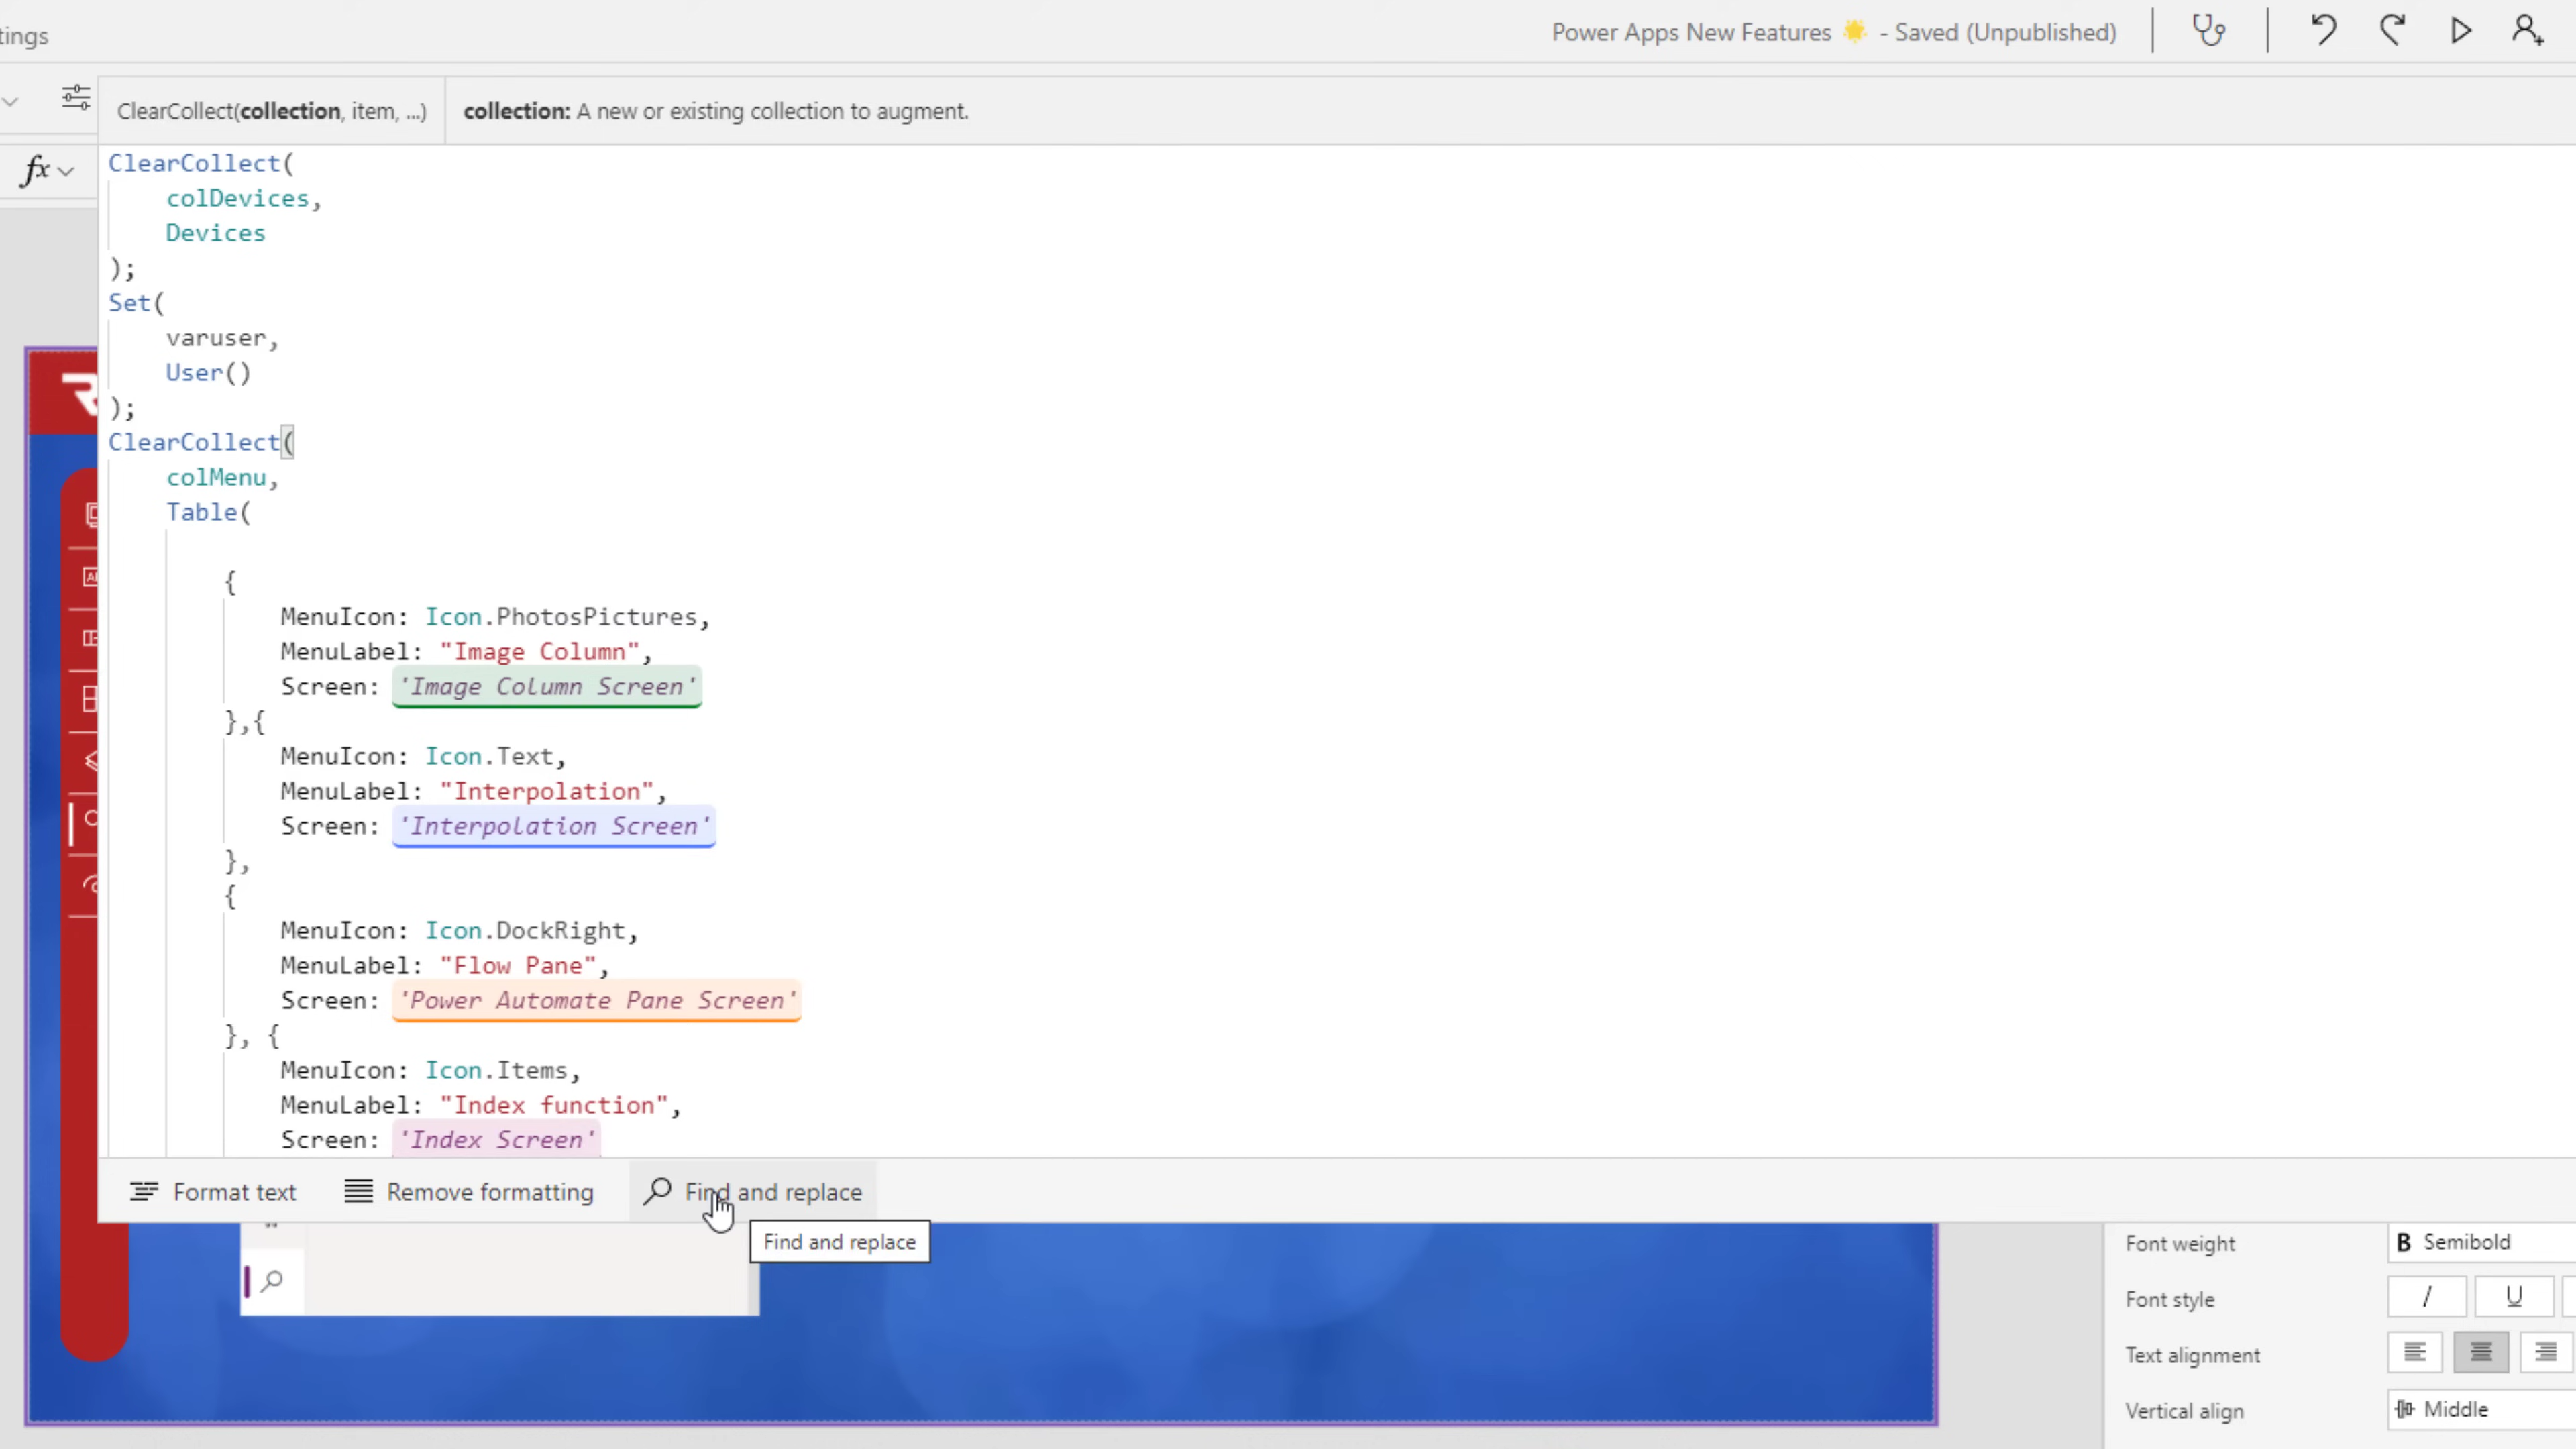 tings
Power Apps New Features 🌟 - Saved (Unpublished)
ClearCollect(collection, item, ...)
collection: A new or existing collection to augment.
fx
ClearCollect(
colDevices,
Devices
);
Set(
varuser,
User()
);
ClearCollect(
colMenu,
Table(
{
MenuIcon: Icon.PhotosPictures,
MenuLabel: "Image Column",
Screen: 'Image Column Screen'
},{
MenuIcon: Icon.Text,
MenuLabel: "Interpolation",
Screen: 'Interpolation Screen'
},
{
MenuIcon: Icon.DockRight,
MenuLabel: "Flow Pane",
Screen: 'Power Automate Pane Screen'
}, {
MenuIcon: Icon.Items,
MenuLabel: "Index function",
Screen: 'Index Screen'
Format text
Remove formatting
Find and replace
Find and replace
Font weight
B Semibold
Font style
/ U
Text alignment
Vertical align
Middle